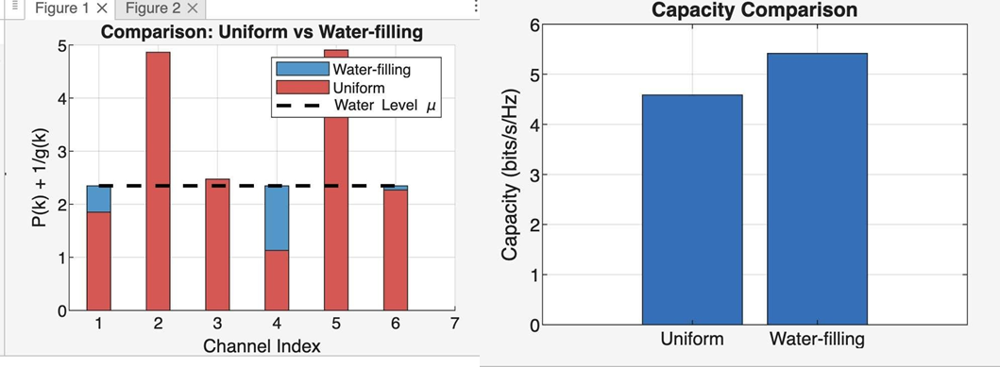 Figure 1 × Figure 2 ×
Comparison: Uniform vs Water-filling
5
4
3
2
1
0
P(k) + 1/g(k)
Water-filling
Uniform
Water Level μ
1 2 3 4 5 6 7
Channel Index
Capacity Comparison
6
5
4
3
2
1
0
Capacity (bits/s/Hz)
Uniform Water-filling